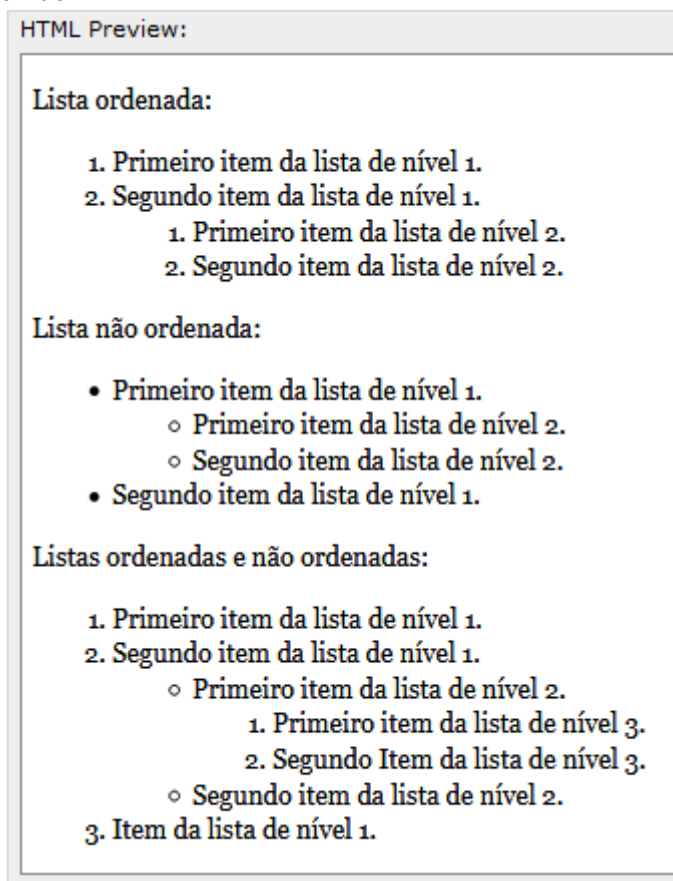 HTML Preview:
Lista ordenada:
1. Primeiro item da lista de nível 1.
2. Segundo item da lista de nível 1.
1. Primeiro item da lista de nível 2.
2. Segundo item da lista de nível 2.
Lista não ordenada:
• Primeiro item da lista de nível 1.
◦ Primeiro item da lista de nível 2.
◦ Segundo item da lista de nível 2.
• Segundo item da lista de nível 1.
Listas ordenadas e não ordenadas:
1. Primeiro item da lista de nível 1.
2. Segundo item da lista de nível 1.
◦ Primeiro item da lista de nível 2.
1. Primeiro item da lista de nível 3.
2. Segundo Item da lista de nível 3.
◦ Segundo item da lista de nível 2.
3. Item da lista de nível 1.